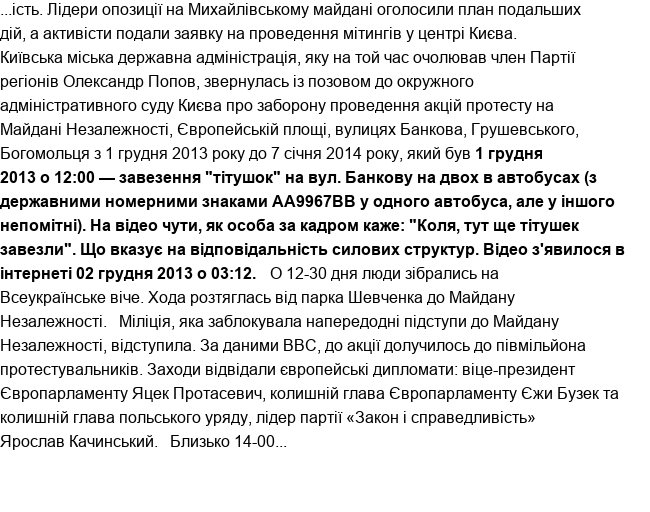 ...ість. Лідери опозиції на Михайлівському майдані оголосили план подальших
дій, а активісти подали заявку на проведення мітингів у центрі Києва.
Київська міська державна адміністрація, яку на той час очолював член Партії
регіонів Олександр Попов, звернулась із позовом до окружного
адміністративного суду Києва про заборону проведення акцій протесту на
Майдані Незалежності, Європейській площі, вулицях Банкова, Грушевського,
Богомольця з 1 грудня 2013 року до 7 січня 2014 року, який був 1 грудня
2013 о 12:00 — завезення "тітушок" на вул. Банкову на двох в автобусах (з
державними номерними знаками AA9967BB у одного автобуса, але у іншого
непомітні). На відео чути, як особа за кадром каже: "Коля, тут ще тітушек
завезли". Що вказує на відповідальність силових структур. Відео з'явилося в
інтернеті 02 грудня 2013 о 03:12.   О 12-30 дня люди зібрались на
Всеукраїнське віче. Хода розтяглась від парка Шевченка до Майдану
Незалежності.   Міліція, яка заблокувала напередодні підступи до Майдану
Незалежності, відступила. За даними BBC, до акції долучилось до півмільйона
протестувальників. Заходи відвідали європейські дипломати: віце-президент
Європарламенту Яцек Протасевич, колишній глава Європарламенту Єжи Бузек та
колишній глава польського уряду, лідер партії «Закон і справедливість»
Ярослав Качинський.   Близько 14-00...